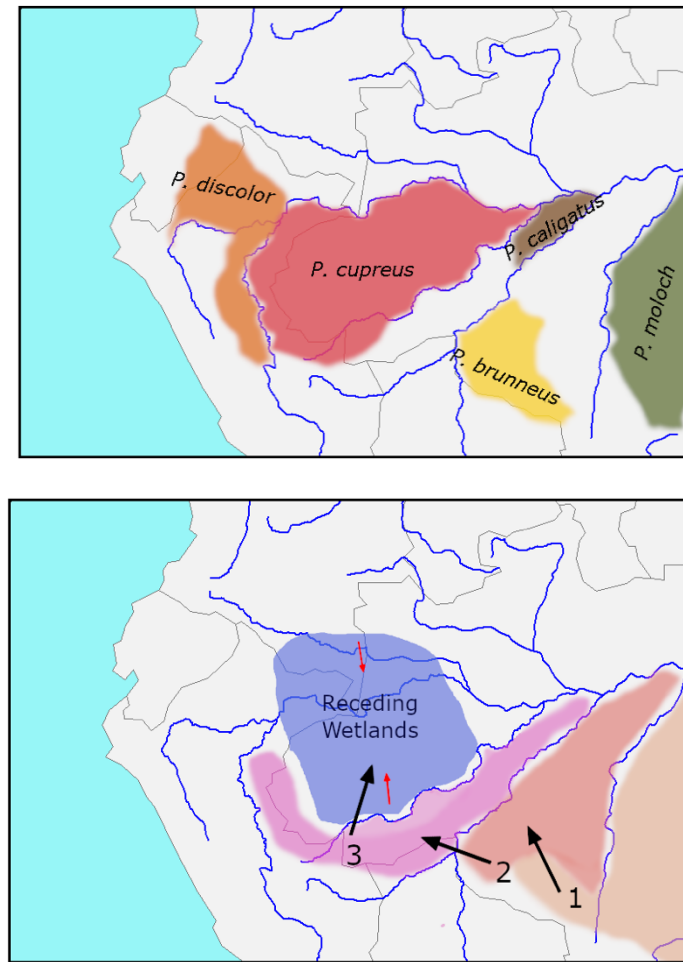 P. discolor
P. cupreus
P. caligatus
P. brunneus
P. moloch
Receding
Wetlands
3
2
1